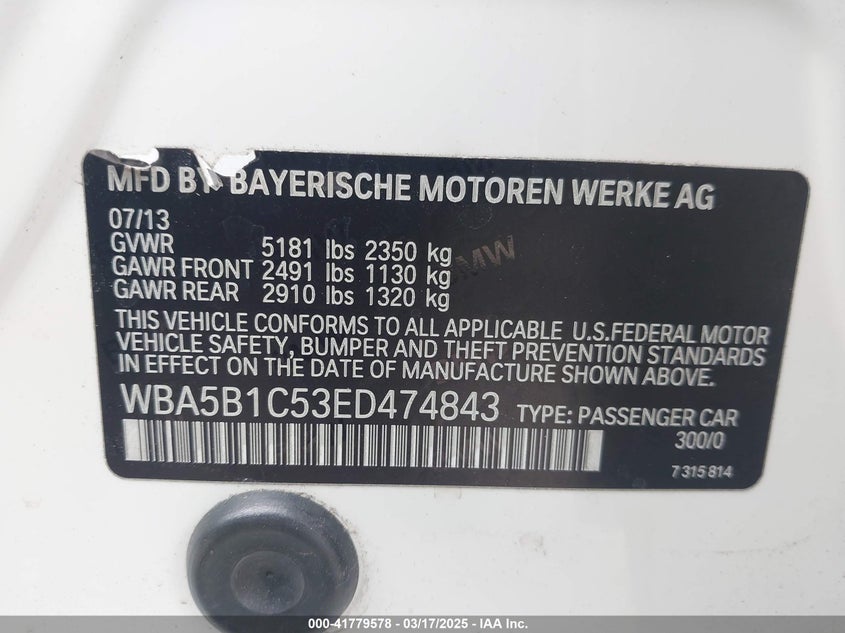 MFD BY BAYERISCHE MOTOREN WERKE AG
07/13
GVWR 5181 lbs 2350 kg
GAWR FRONT 2491 lbs 1130 kg
GAWR REAR 2910 lbs 1320 kg
BMW
THIS VEHICLE CONFORMS TO ALL APPLICABLE U.S.FEDERAL MOTOR
VEHICLE SAFETY, BUMPER AND THEFT PREVENTION STANDARDS
IN EFFECT ON THE DATE OF MANUFACTURE SHOWN ABOVE.
WBA5B1C53ED474843 TYPE: PASSENGER CAR
300/0
7 315 814
000-41779578 - 03/17/2025 - IAA Inc.